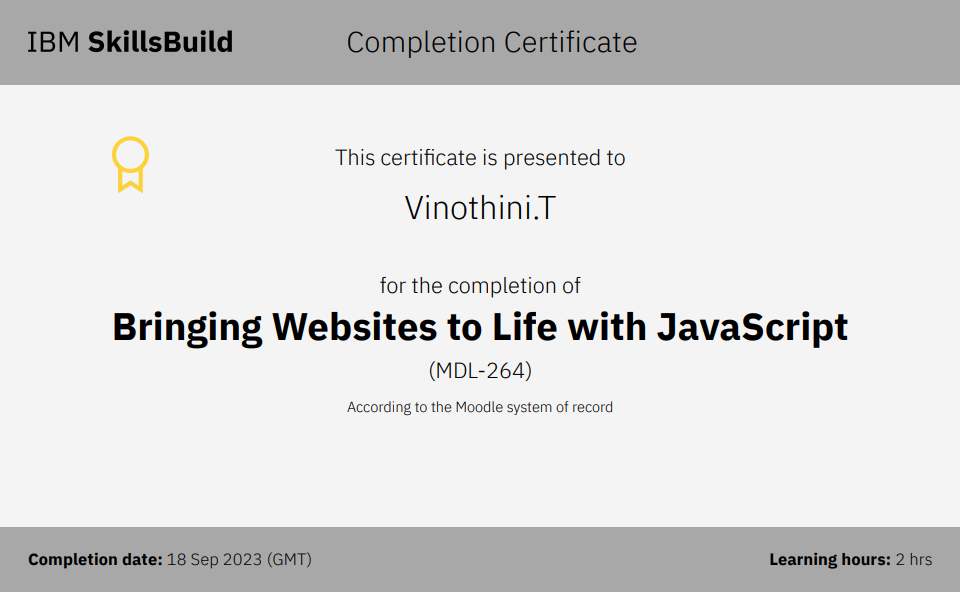 IBM SkillsBuild
Completion Certificate
This certificate is presented to
Vinothini.T
for the completion of
Bringing Websites to Life with JavaScript
(MDL-264)
According to the Moodle system of record
Completion date: 18 Sep 2023 (GMT)
Learning hours: 2 hrs